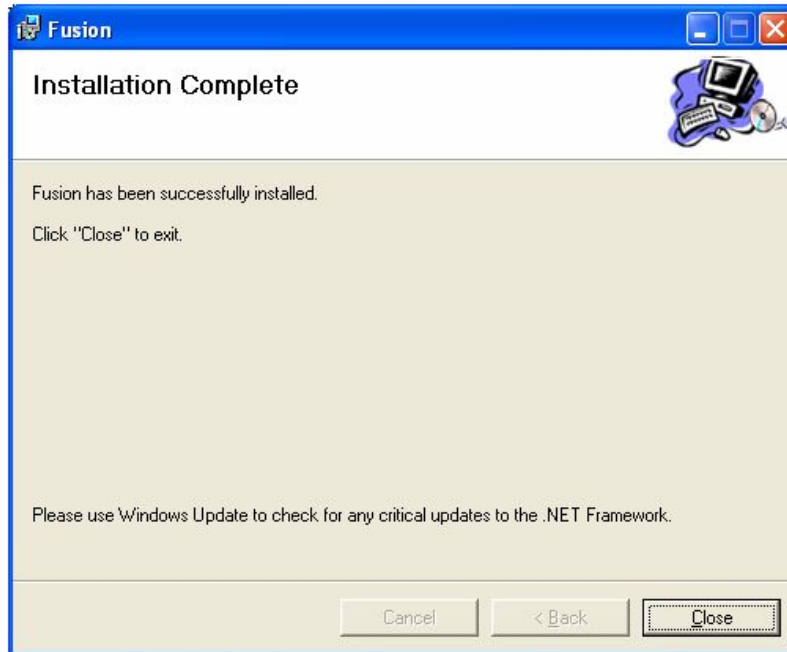 Fusion
Installation Complete
Fusion has been successfully installed.
Click "Close" to exit.
Please use Windows Update to check for any critical updates to the .NET Framework.
Cancel
< Back
Close